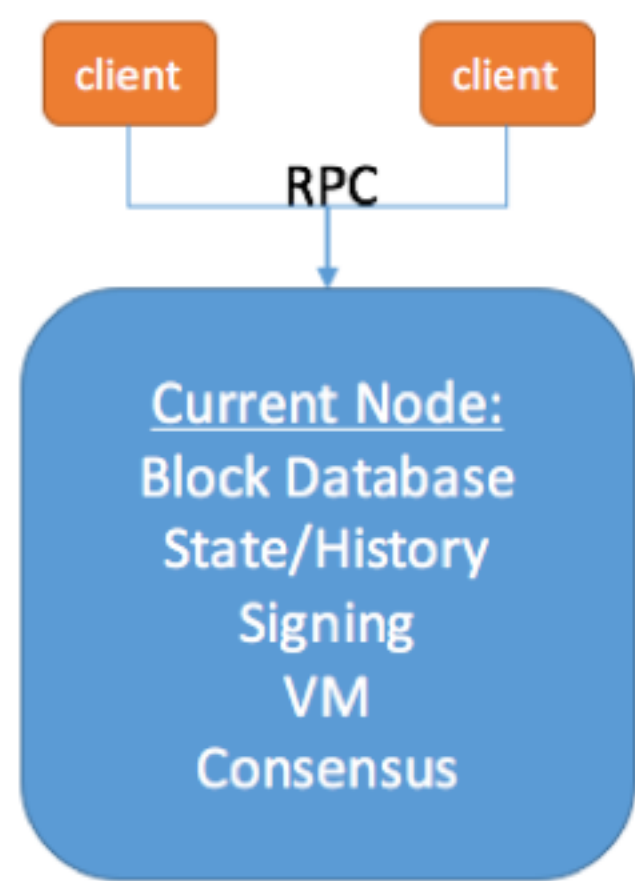 client
client
RPC
Current Node:
Block Database
State/History
Signing
VM
Consensus